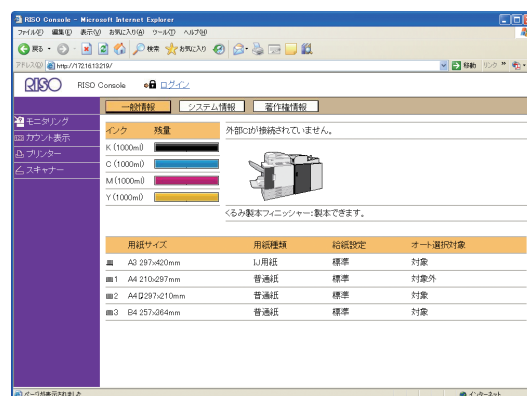 RISO Console - Microsoft Internet Explorer
ファイル(F) 編集(E) 表示(V) お気に入り(A) ツール(T) ヘルプ(H)
戻る 検索 お気に入り
アドレス(D) http://172.16.13.219/ 移動 リンク
RISO RISO Console ログイン
一般情報 システム情報 著作権情報
モニタリング
カウント表示
プリンター
スキャナー
インク 残量
K (1000ml)
C (1000ml)
M (1000ml)
Y (1000ml)
外部CIが接続されていません。
くるみ製本フィニッシャー:製本できます。
用紙サイズ 用紙種類 給紙設定 オート選択対象
A3 297x420mm IJ用紙 標準 対象
1 A4 210x297mm 普通紙 標準 対象外
2 A4 297x210mm 普通紙 標準 対象
3 B4 257x364mm 普通紙 標準 対象
ページが表示されました
インターネット